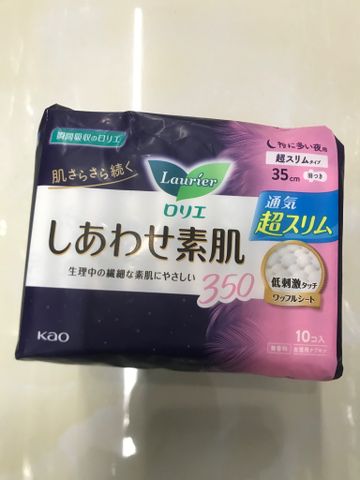 瞬間吸収のロリエ
特に多い夜用
超スリムタイプ
35cm 羽つき
肌さらさら続く
Laurier
ロリエ
通気
超スリム
しあわせ素肌
生理中の繊細な素肌にやさしい
350
低刺激タッチ
ワッフルシート
Kao
10コ入
無香料